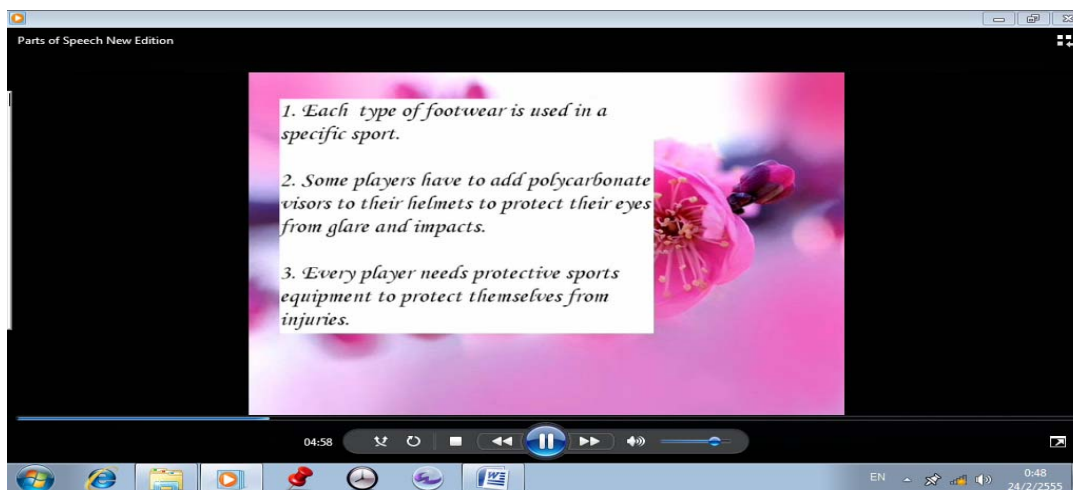 Parts of Speech New Edition
1. Each type of footwear is used in a
specific sport.
2. Some players have to add polycarbonate
visors to their helmets to protect their eyes
from glare and impacts.
3. Every player needs protective sports
equipment to protect themselves from
injuries.
04:58
EN
0:48
24/2/2555